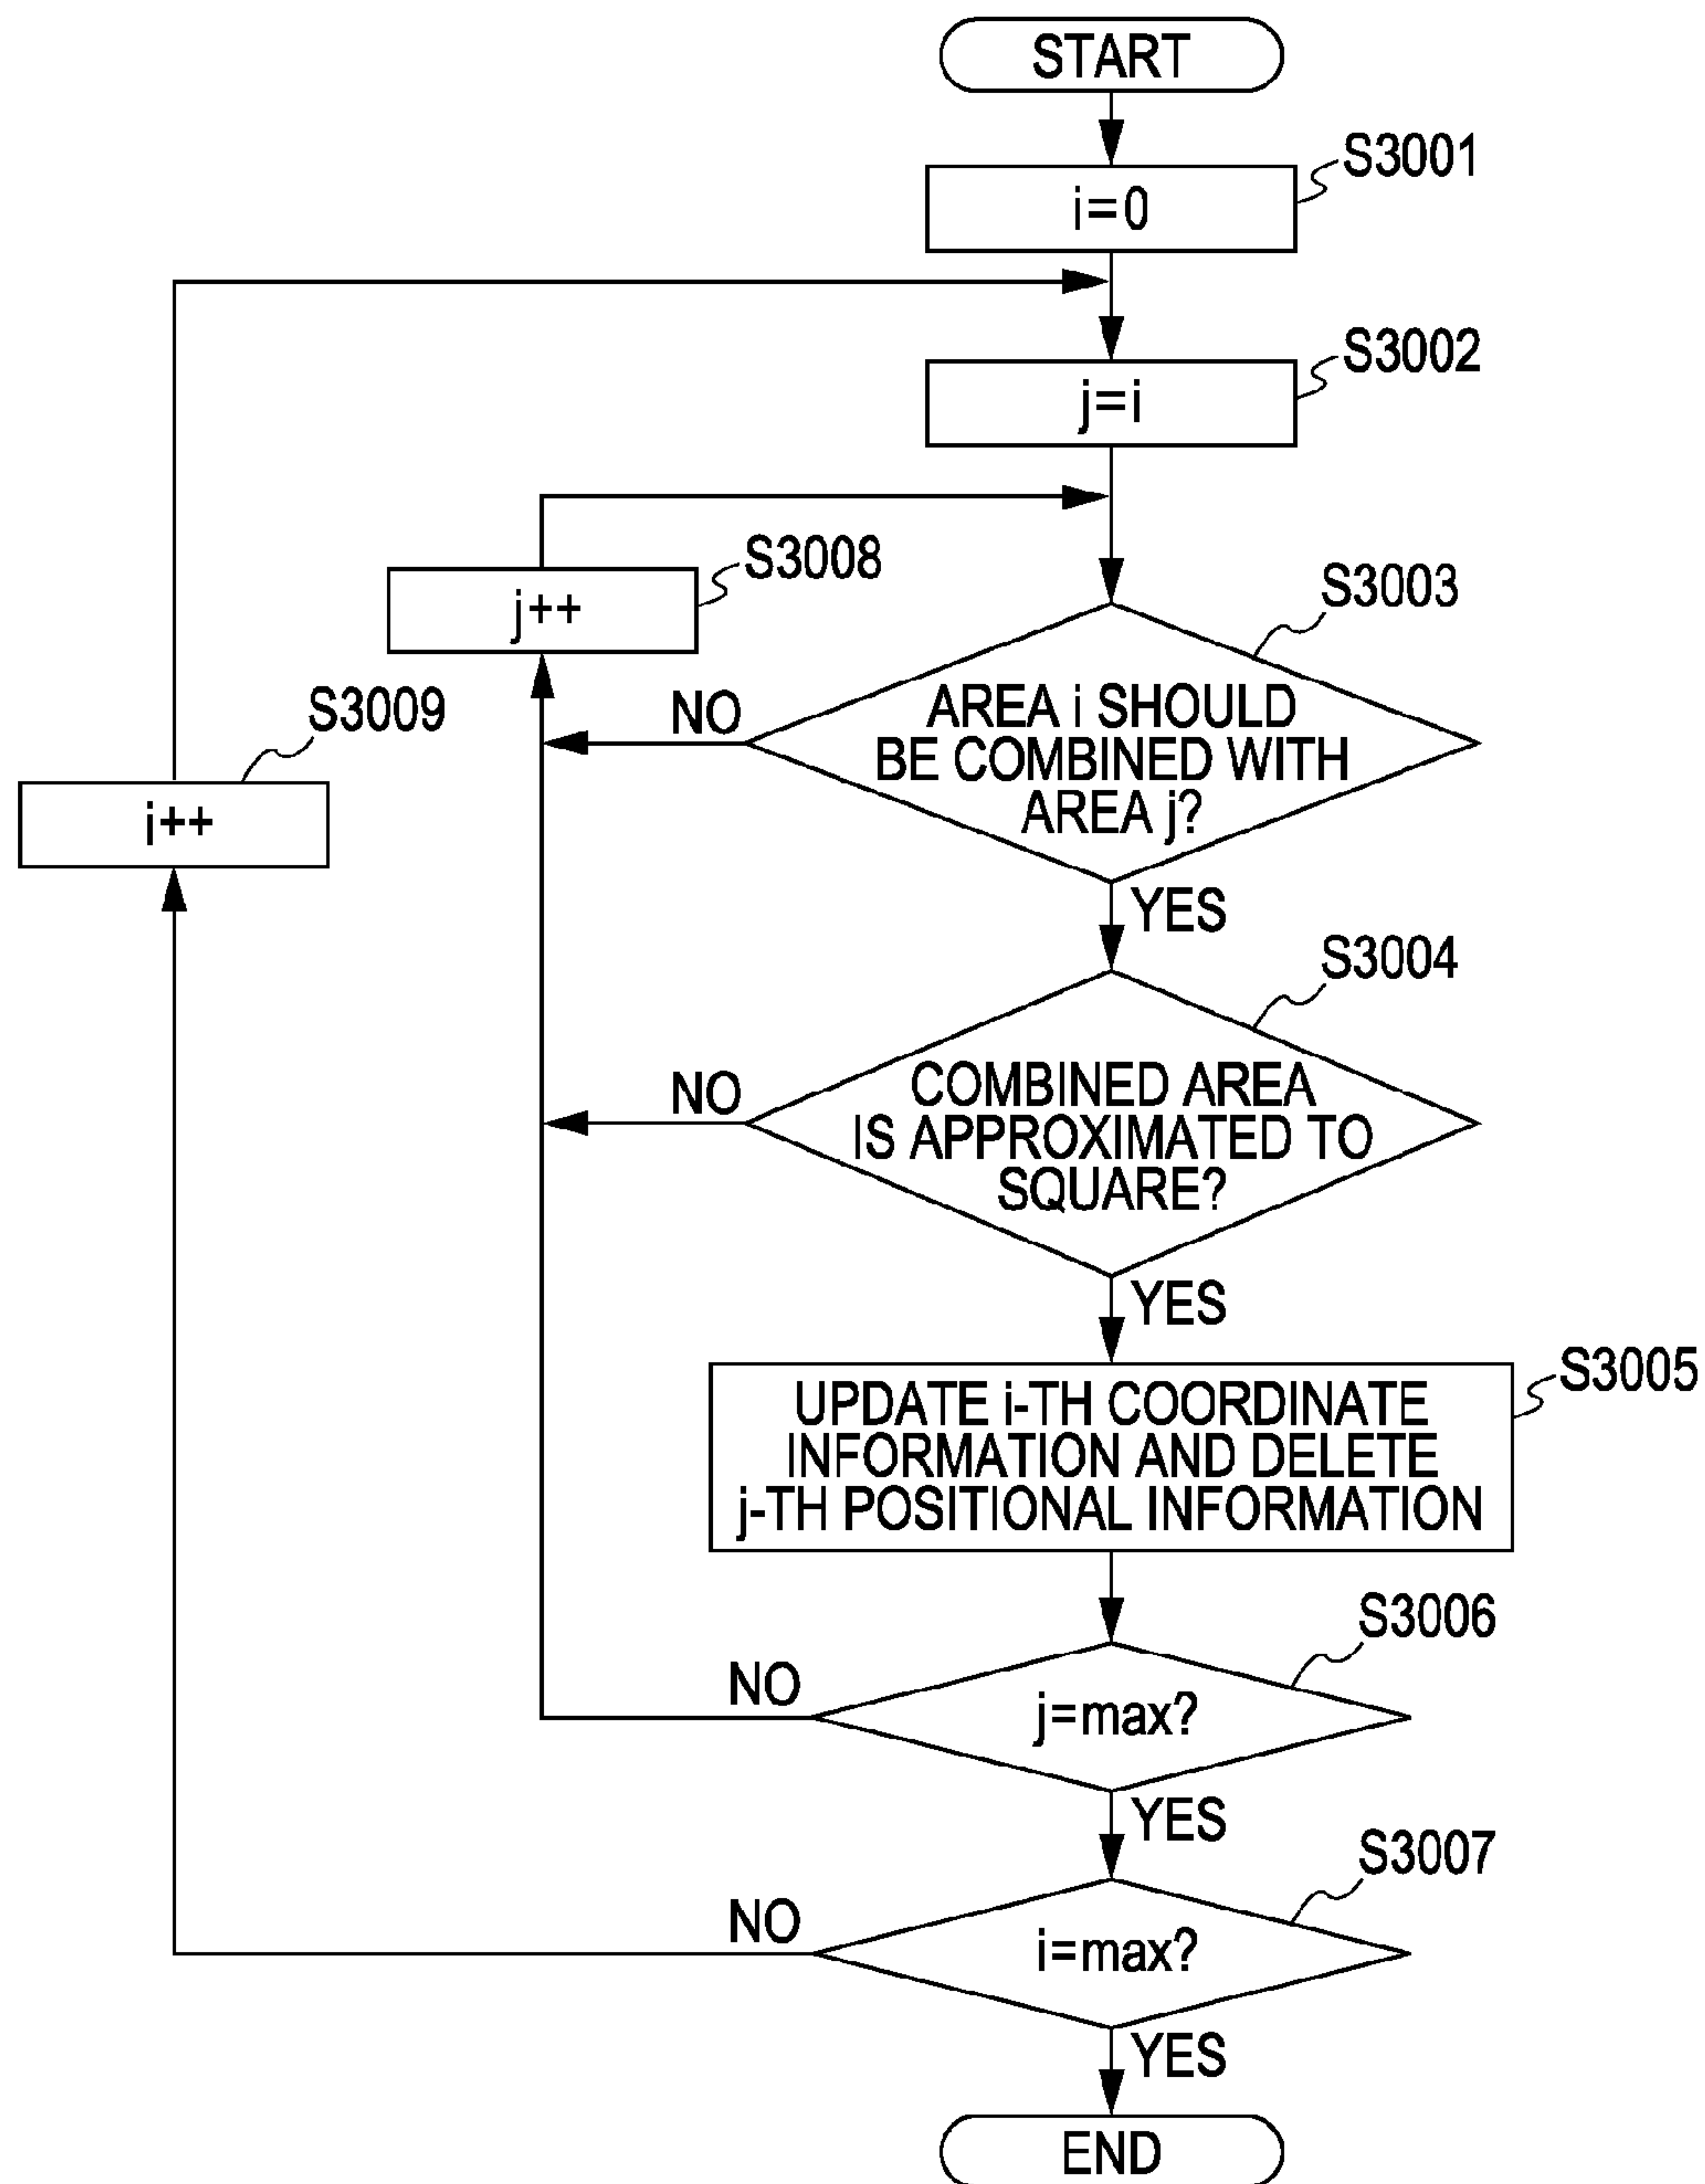 START
S3001
i=0
S3002
j=i
S3008
j++
S3003
NO
AREA i SHOULD
BE COMBINED WITH
AREA j?
S3009
i++
YES
S3004
NO
COMBINED AREA
IS APPROXIMATED TO
SQUARE?
YES
S3005
UPDATE i-TH COORDINATE
INFORMATION AND DELETE
j-TH POSITIONAL INFORMATION
S3006
NO
j=max?
YES
S3007
NO
i=max?
YES
END